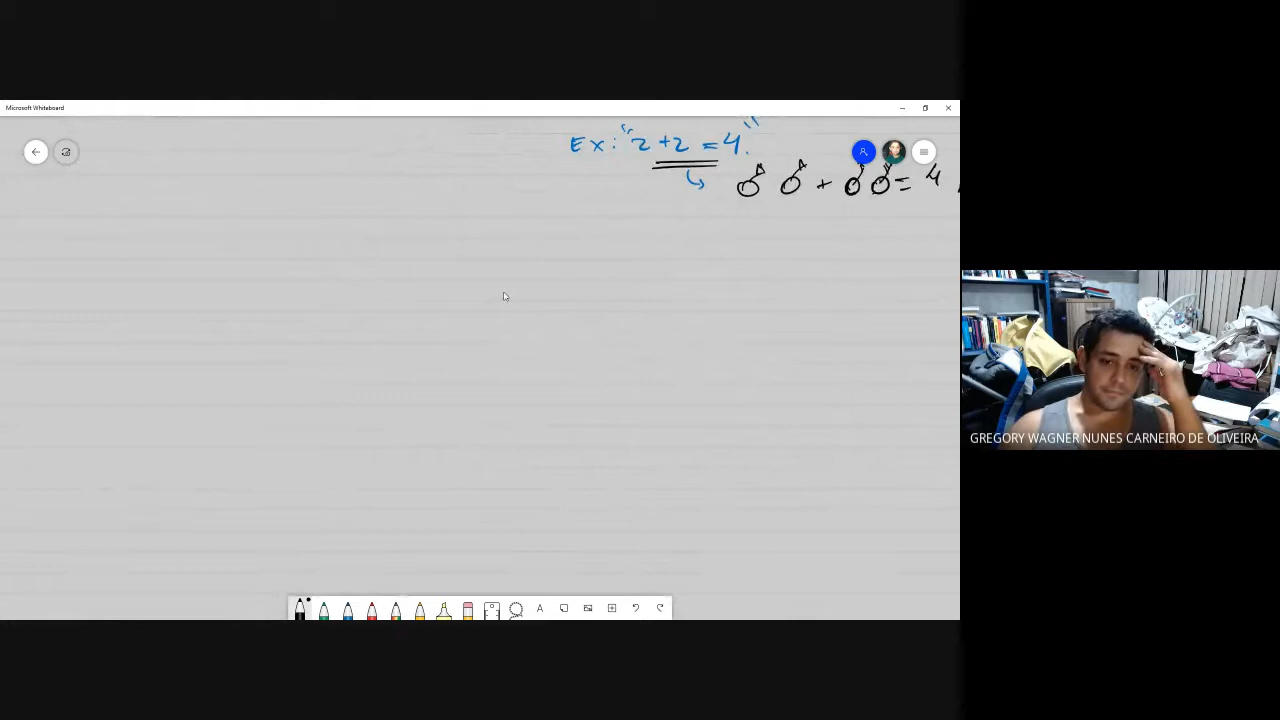 Microsoft Whiteboard
Ex: "2 + 2 = 4".
+ = 4
A
GREGORY WAGNER NUNES CARNEIRO DE OLIVEIRA